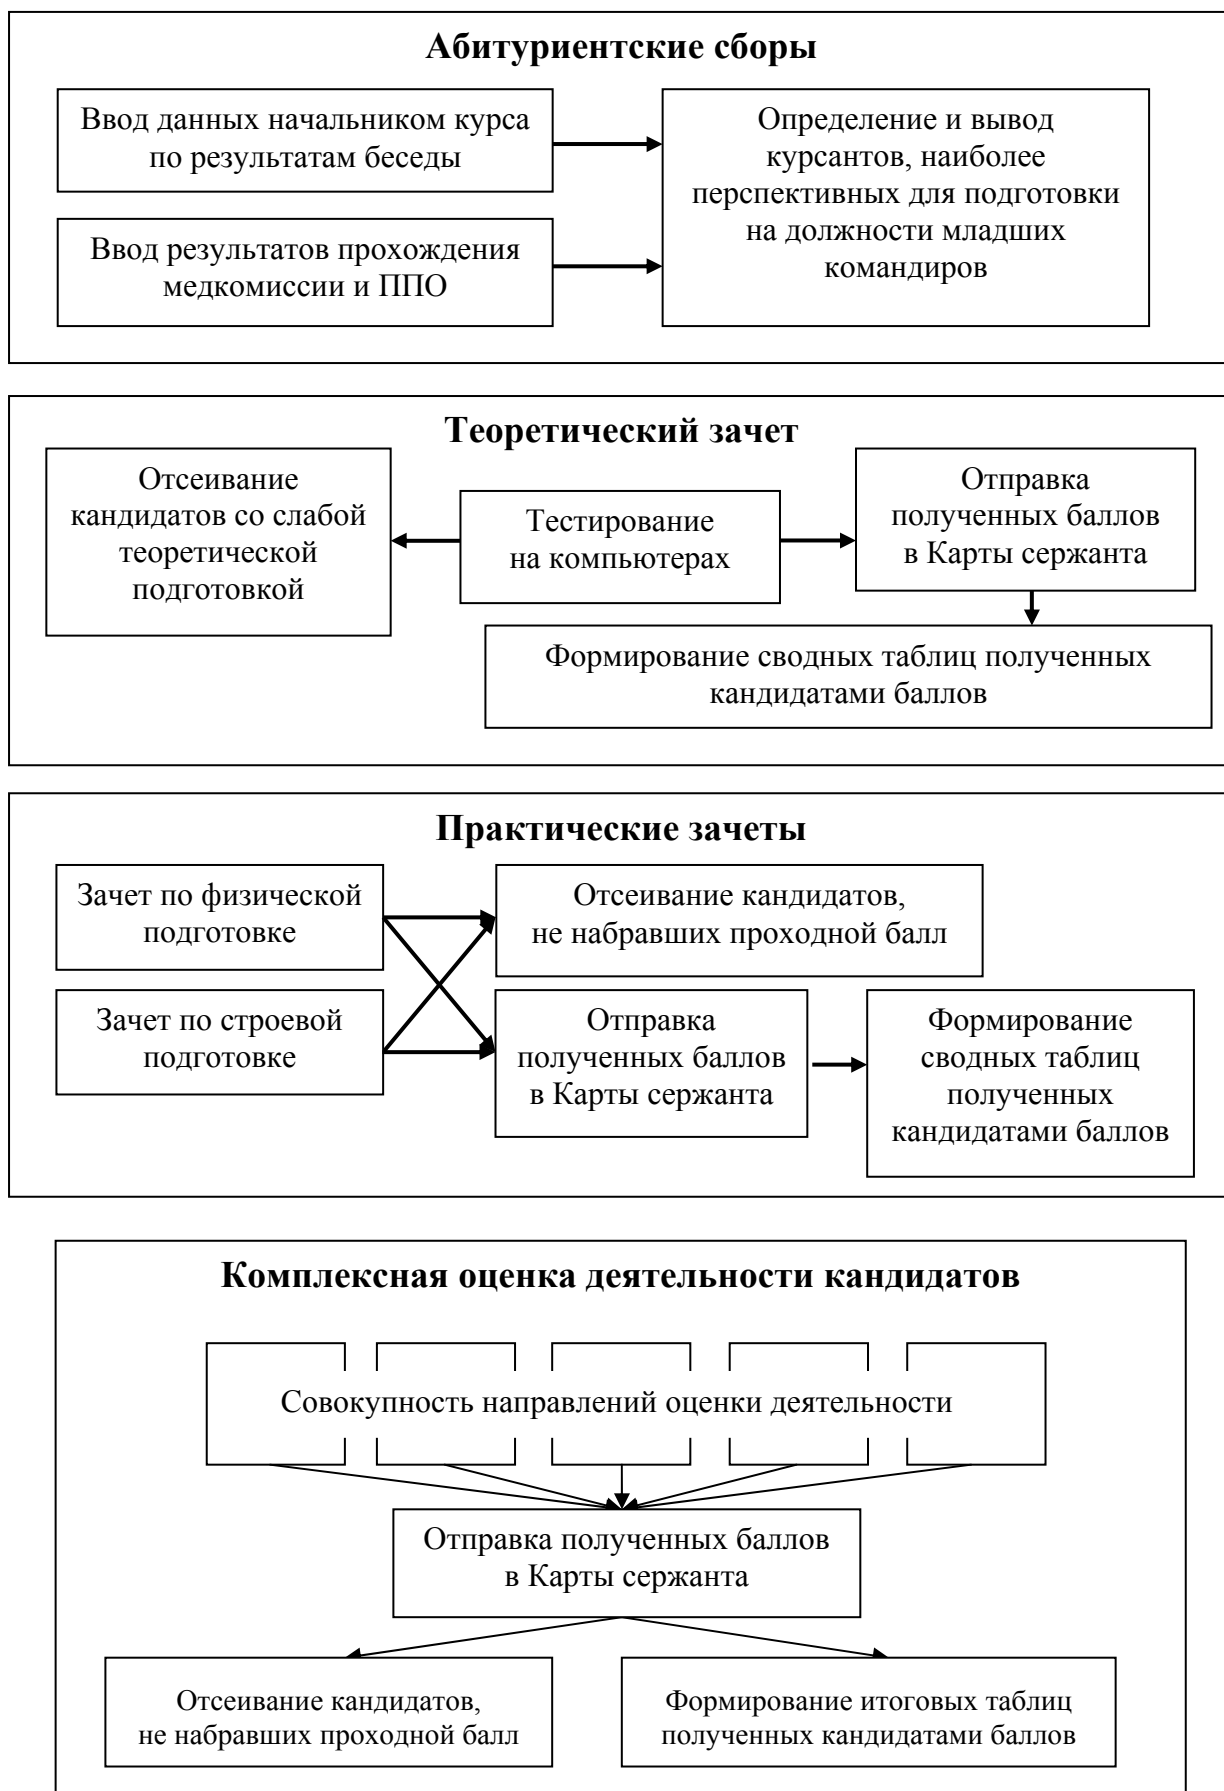 Абитуриентские сборы
Ввод данных начальником курса
по результатам беседы
Ввод результатов прохождения
медкомиссии и ППО
Определение и вывод
курсантов, наиболее
перспективных для подготовки
на должности младших
командиров
Теоретический зачет
Отсеивание
кандидатов со слабой
теоретической
подготовкой
Тестирование
на компьютерах
Отправка
полученных баллов
в Карты сержанта
Формирование сводных таблиц полученных
кандидатами баллов
Практические зачеты
Зачет по физической
подготовке
Зачет по строевой
подготовке
Отсеивание кандидатов,
не набравших проходной балл
Отправка
полученных баллов
в Карты сержанта
Формирование
сводных таблиц
полученных
кандидатами баллов
Комплексная оценка деятельности кандидатов
Совокупность направлений оценки деятельности
Отправка полученных баллов
в Карты сержанта
Отсеивание кандидатов,
не набравших проходной балл
Формирование итоговых таблиц
полученных кандидатами баллов